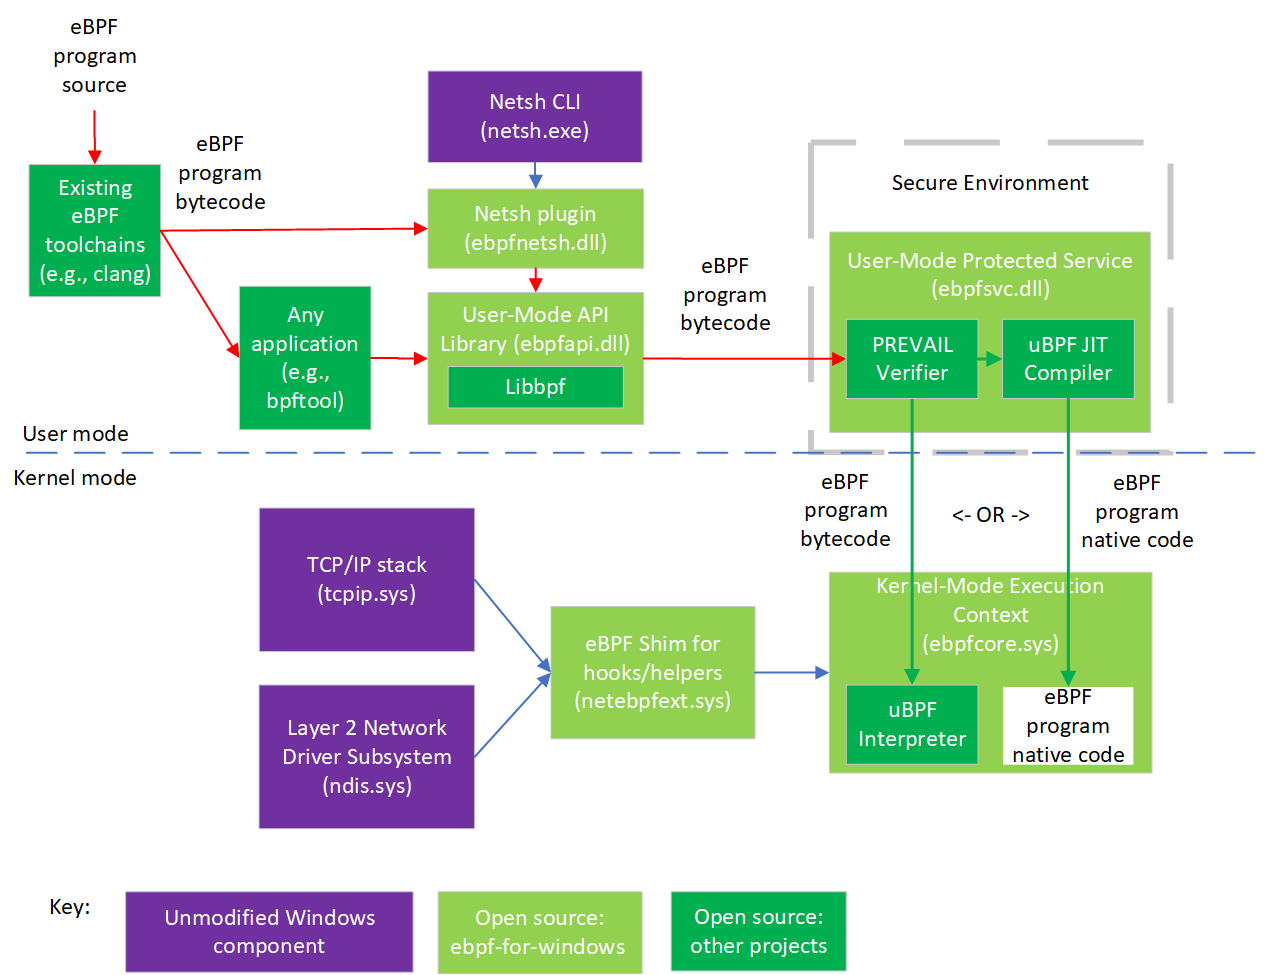 eBPF
program
source
Netsh CLI
(netsh.exe)
eBPF
program
bytecode
Existing
eBPF
toolchains
(e.g., clang)
Netsh plugin
(ebpfnetsh.dll)
Secure Environment
User-Mode Protected Service
(ebpfsvc.dll)
eBPF
program
bytecode
Any
application
(e.g.,
bpftool)
User-Mode API
Library (ebpfapi.dll)
Libbpf
PREVAIL
Verifier
uBPF JIT
Compiler
User mode
Kernel mode
eBPF
program
bytecode
<- OR ->
eBPF
program
native code
TCP/IP stack
(tcpip.sys)
eBPF Shim for
hooks/helpers
(netebpfext.sys)
Kernel-Mode Execution
Context
(ebpfcore.sys)
Layer 2 Network
Driver Subsystem
(ndis.sys)
uBPF
Interpreter
eBPF
program
native code
Key:
Unmodified Windows
component
Open source:
ebpf-for-windows
Open source:
other projects